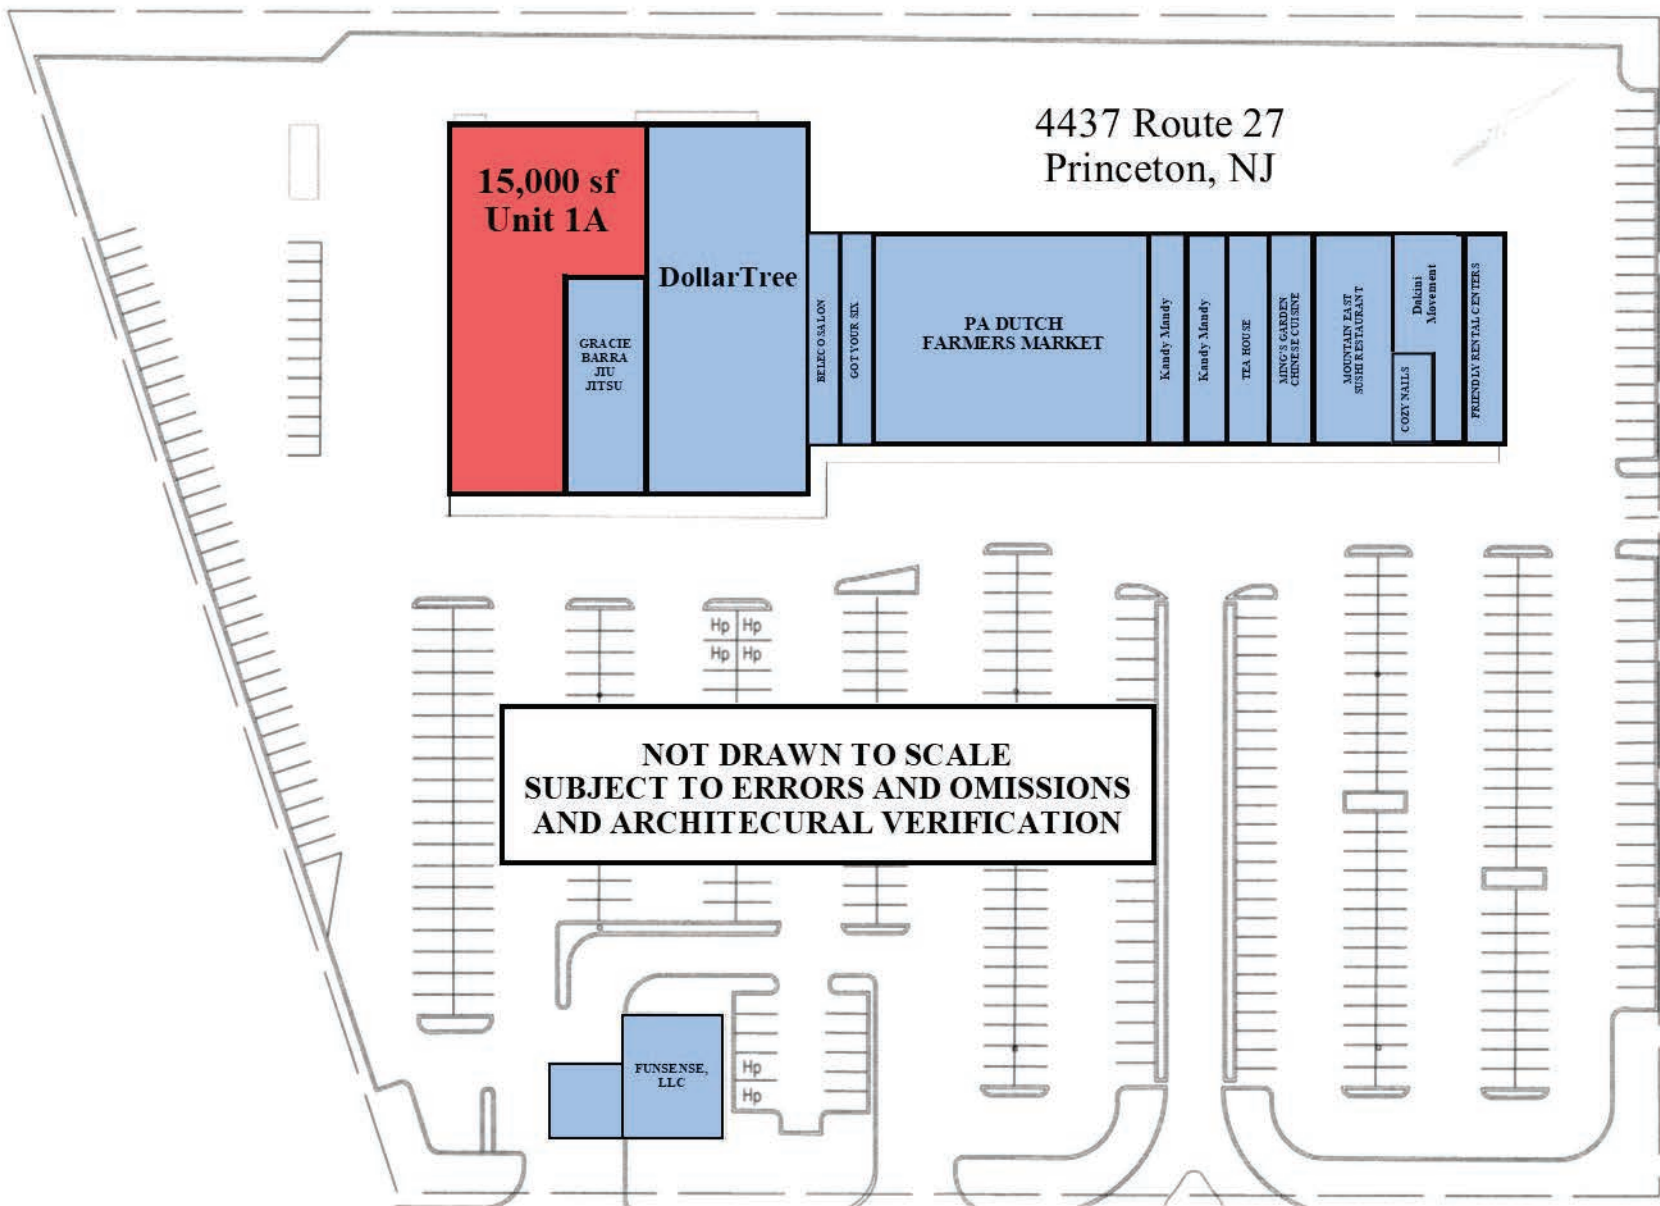 4437 Route 27
Princeton, NJ
15,000 sf
Unit 1A
DollarTree
GRACIE
BARRA
JIU
JITSU
BELECO SALON
GOT YOUR SIX
PA DUTCH
FARMERS MARKET
Kandy Mandy
Kandy Mandy
TEA HOUSE
MING'S GARDEN
CHINESE CUISINE
MOUNTAIN EAST
SUSHI RESTAURANT
Dakini
Movement
COZY NAILS
FRIENDLY RENTAL CENTERS
Hp Hp
Hp Hp
NOT DRAWN TO SCALE
SUBJECT TO ERRORS AND OMISSIONS
AND ARCHITECURAL VERIFICATION
FUNSENSE,
LLC
Hp
Hp